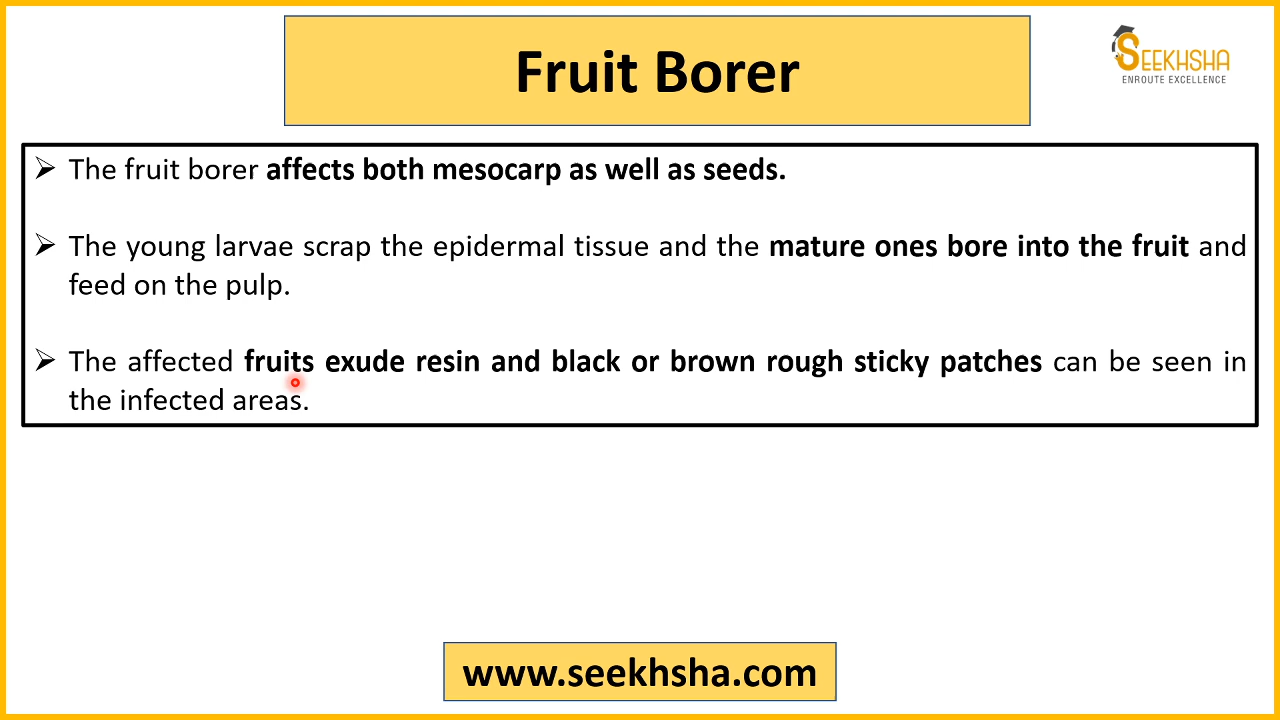 Fruit Borer
SEEKHSHA
ENROUTE EXCELLENCE
➢ The fruit borer affects both mesocarp as well as seeds.
➢ The young larvae scrap the epidermal tissue and the mature ones bore into the fruit and
feed on the pulp.
➢ The affected fruits exude resin and black or brown rough sticky patches can be seen in
the infected areas.
www.seekhsha.com